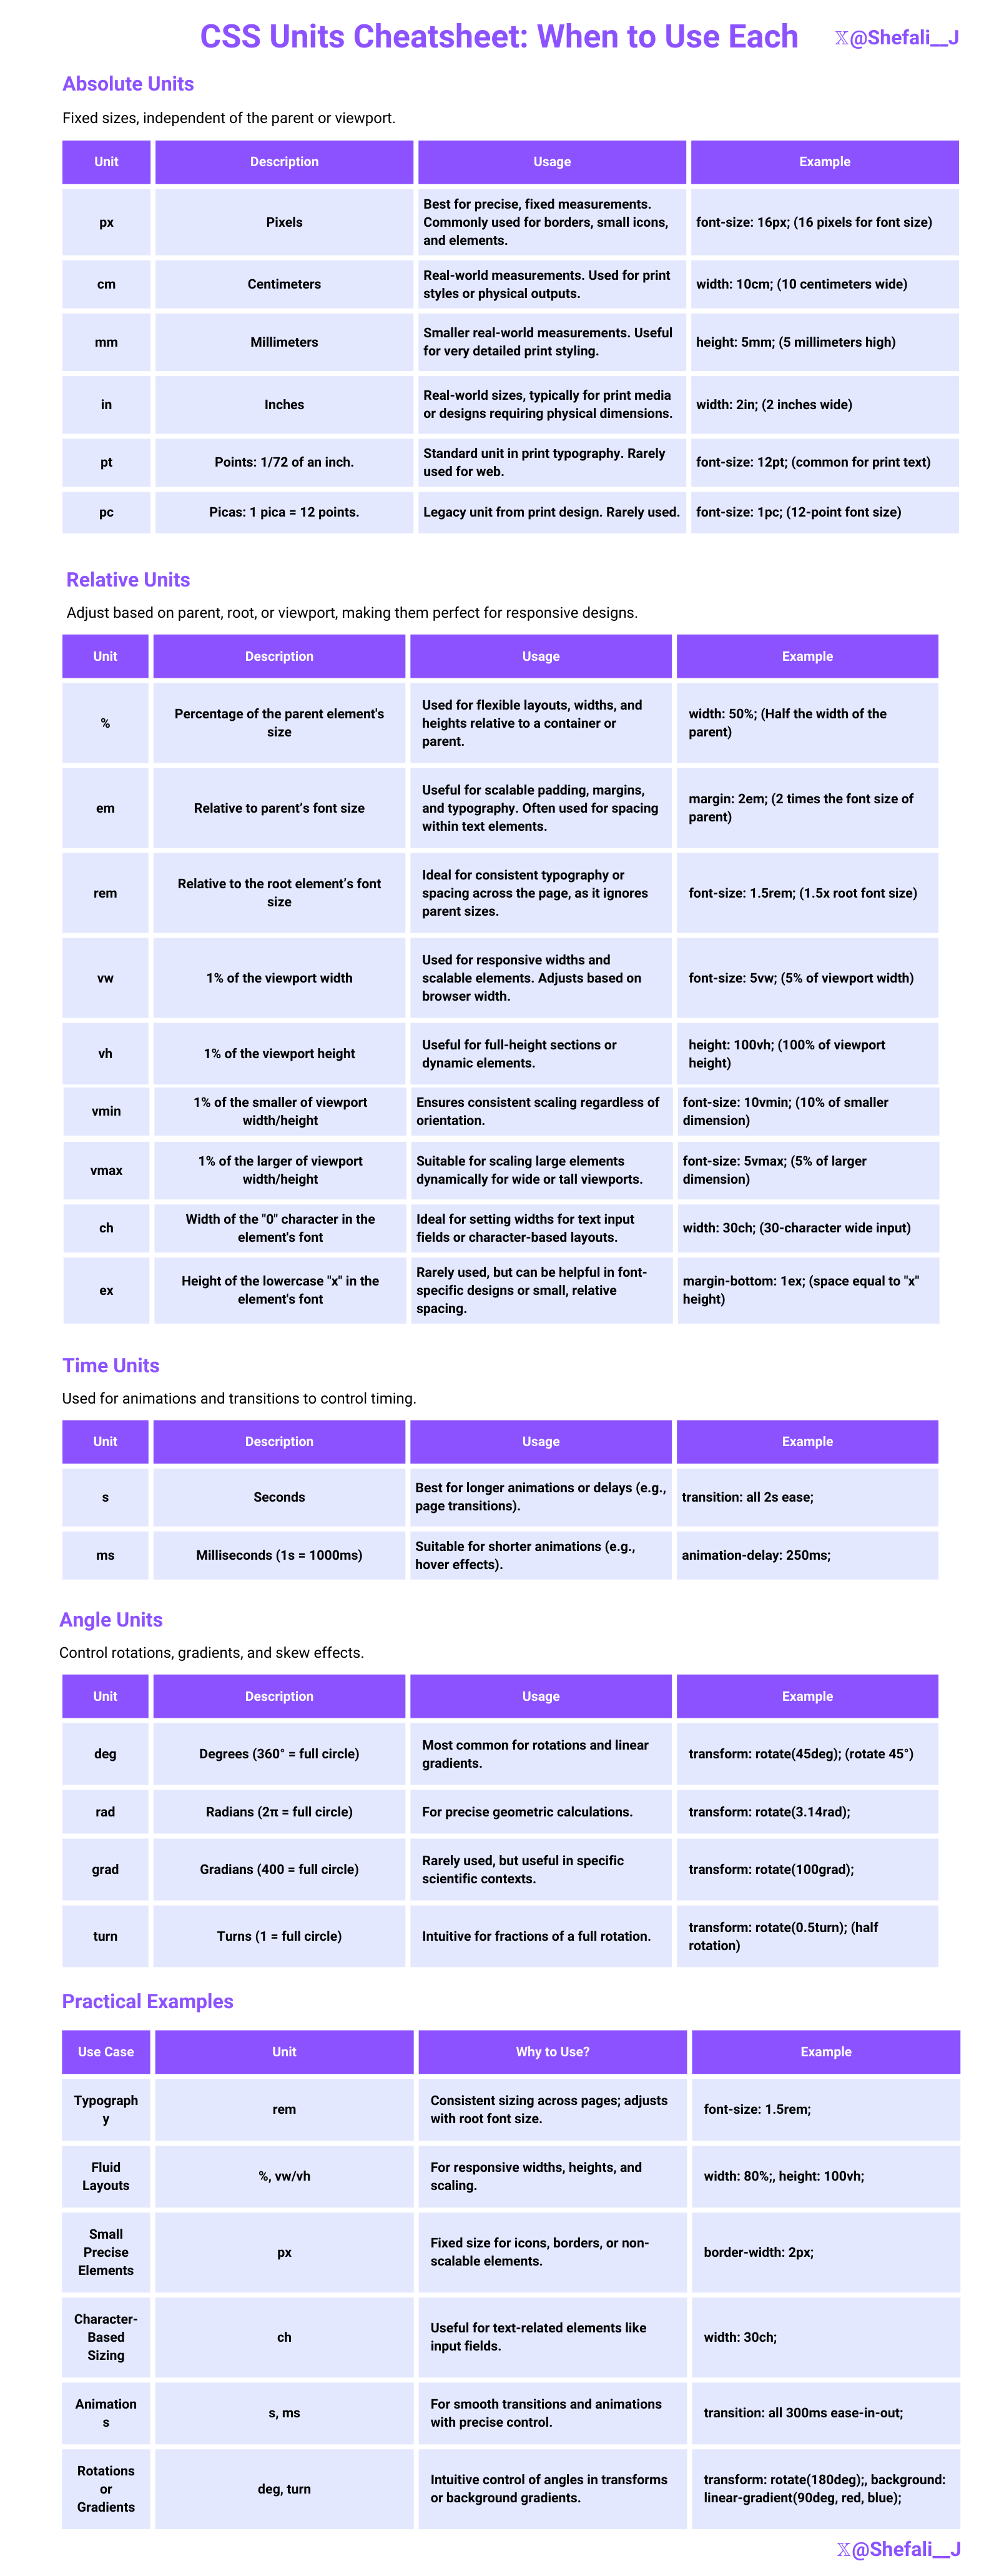 CSS Units Cheatsheet: When to Use Each
𝕏@Shefali__J
Absolute Units
Fixed sizes, independent of the parent or viewport.
Unit Description Usage Example
px Pixels Best for precise, fixed measurements.
Commonly used for borders, small icons,
and elements.
font-size: 16px; (16 pixels for font size)
cm Centimeters Real-world measurements. Used for print
styles or physical outputs.
width: 10cm; (10 centimeters wide)
mm Millimeters Smaller real-world measurements. Useful
for very detailed print styling.
height: 5mm; (5 millimeters high)
in Inches Real-world sizes, typically for print media
or designs requiring physical dimensions.
width: 2in; (2 inches wide)
pt Points: 1/72 of an inch. Standard unit in print typography. Rarely
used for web.
font-size: 12pt; (common for print text)
pc Picas: 1 pica = 12 points. Legacy unit from print design. Rarely used. font-size: 1pc; (12-point font size)
Relative Units
Adjust based on parent, root, or viewport, making them perfect for responsive designs.
Unit Description Usage Example
%
Percentage of the parent element's
size
Used for flexible layouts, widths, and
heights relative to a container or
parent.
width: 50%; (Half the width of the
parent)
em
Relative to parent’s font size
Useful for scalable padding, margins,
and typography. Often used for spacing
within text elements.
margin: 2em; (2 times the font size of
parent)
rem
Relative to the root element’s font
size
Ideal for consistent typography or
spacing across the page, as it ignores
parent sizes.
font-size: 1.5rem; (1.5x root font size)
vw
1% of the viewport width
Used for responsive widths and
scalable elements. Adjusts based on
browser width.
font-size: 5vw; (5% of viewport width)
vh
1% of the viewport height
Useful for full-height sections or
dynamic elements.
height: 100vh; (100% of viewport
height)
vmin
1% of the smaller of viewport
width/height
Ensures consistent scaling regardless of
orientation.
font-size: 10vmin; (10% of smaller
dimension)
vmax
1% of the larger of viewport
width/height
Suitable for scaling large elements
dynamically for wide or tall viewports.
font-size: 5vmax; (5% of larger
dimension)
ch
Width of the "0" character in the
element's font
Ideal for setting widths for text input
fields or character-based layouts.
width: 30ch; (30-character wide input)
ex
Height of the lowercase "x" in the
element's font
Rarely used, but can be helpful in font-
specific designs or small, relative
spacing.
margin-bottom: 1ex; (space equal to "x"
height)
Time Units
Used for animations and transitions to control timing.
Unit Description Usage Example
s
Seconds
Best for longer animations or delays (e.g.,
page transitions).
transition: all 2s ease;
ms
Milliseconds (1s = 1000ms)
Suitable for shorter animations (e.g.,
hover effects).
animation-delay: 250ms;
Angle Units
Control rotations, gradients, and skew effects.
Unit Description Usage Example
deg
Degrees (360° = full circle)
Most common for rotations and linear
gradients.
transform: rotate(45deg); (rotate 45°)
rad Radians (2π = full circle) For precise geometric calculations. transform: rotate(3.14rad);
grad
Gradians (400 = full circle)
Rarely used, but useful in specific
scientific contexts.
transform: rotate(100grad);
turn
Turns (1 = full circle)
Intuitive for fractions of a full rotation.
transform: rotate(0.5turn); (half
rotation)
Practical Examples
Use Case Unit Why to Use? Example
Typograph
y
rem
Consistent sizing across pages; adjusts
with root font size.
font-size: 1.5rem;
Fluid
Layouts
%, vw/vh
For responsive widths, heights, and
scaling.
width: 80%;, height: 100vh;
Small
Precise
Elements
px
Fixed size for icons, borders, or non-
scalable elements.
border-width: 2px;
Character-
Based
Sizing
ch
Useful for text-related elements like
input fields.
width: 30ch;
Animation
s
s, ms
For smooth transitions and animations
with precise control.
transition: all 300ms ease-in-out;
Rotations
or
Gradients
deg, turn
Intuitive control of angles in transforms
or background gradients.
transform: rotate(180deg);, background:
linear-gradient(90deg, red, blue);
𝕏@Shefali__J